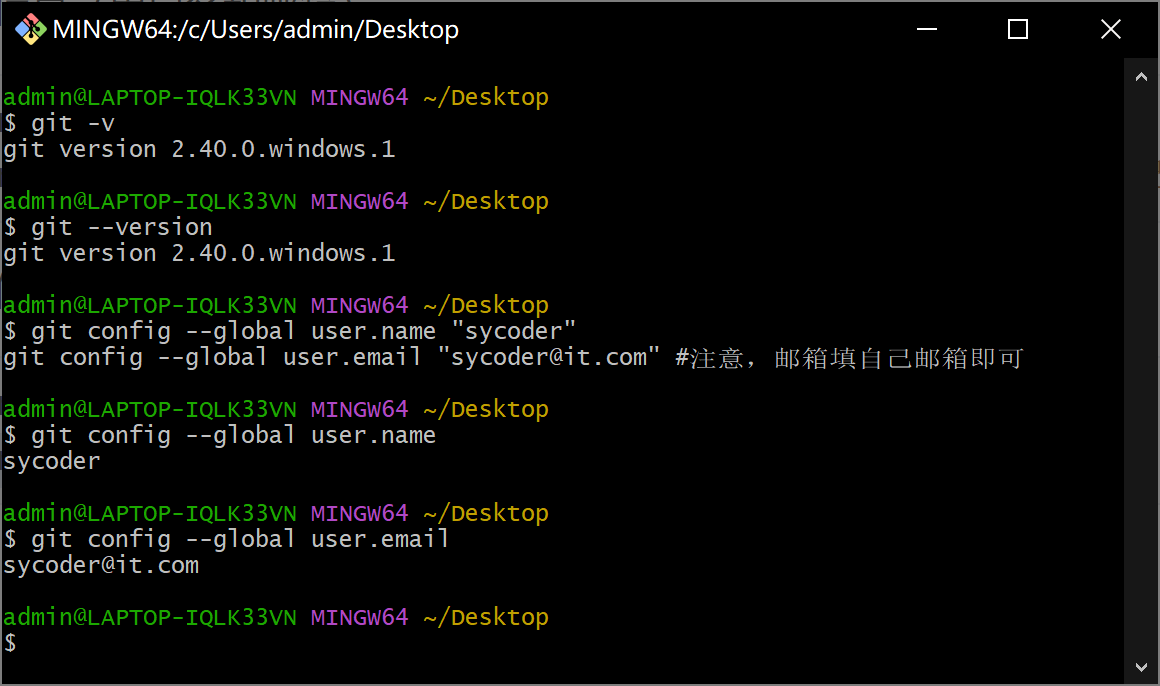 MINGW64:/c/Users/admin/Desktop
admin@LAPTOP-IQLK33VN MINGW64 ~/Desktop
$ git -v
git version 2.40.0.windows.1
admin@LAPTOP-IQLK33VN MINGW64 ~/Desktop
$ git --version
git version 2.40.0.windows.1
admin@LAPTOP-IQLK33VN MINGW64 ~/Desktop
$ git config --global user.name "sycoder"
git config --global user.email "sycoder@it.com" #注意，邮箱填自己邮箱即可
admin@LAPTOP-IQLK33VN MINGW64 ~/Desktop
$ git config --global user.name
sycoder
admin@LAPTOP-IQLK33VN MINGW64 ~/Desktop
$ git config --global user.email
sycoder@it.com
admin@LAPTOP-IQLK33VN MINGW64 ~/Desktop
$